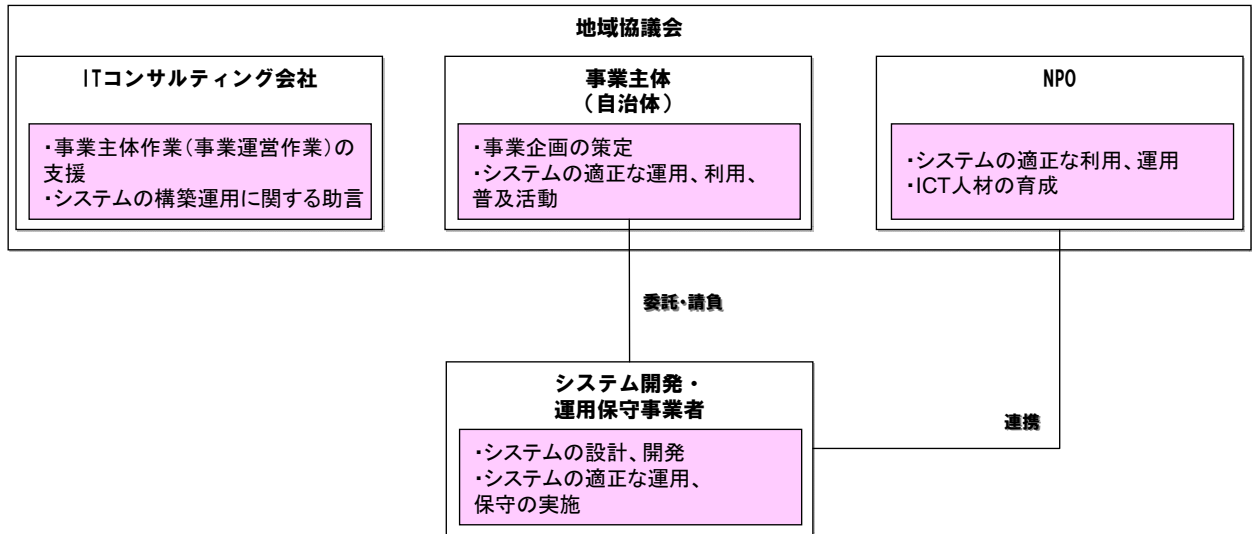 地域協議会
ITコンサルティング会社
・事業主体作業（事業運営作業）の
支援
・システムの構築運用に関する助言
事業主体
（自治体）
・事業企画の策定
・システムの適正な運用、利用、
普及活動
NPO
・システムの適正な利用、運用
・ICT人材の育成
委託・請負
システム開発・
運用保守事業者
・システムの設計、開発
・システムの適正な運用、
保守の実施
連携